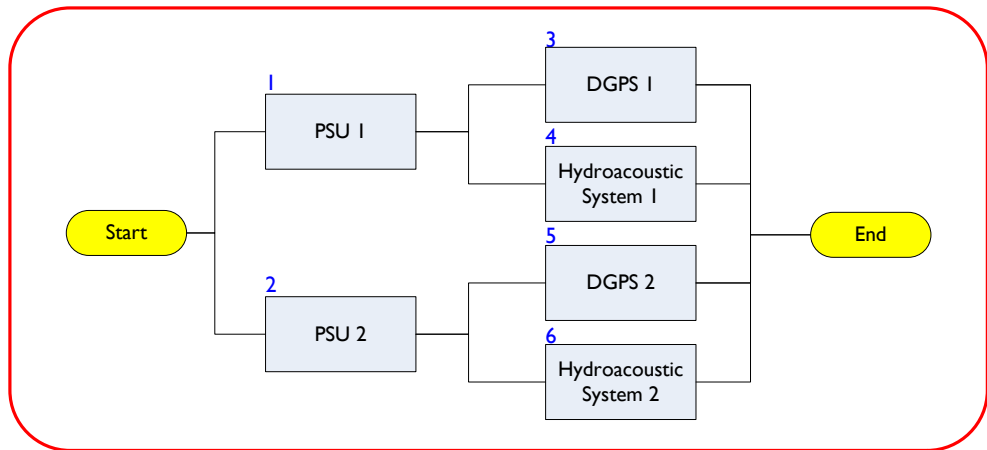 3
DGPS 1
1
PSU 1
4
Hydroacoustic
System 1
Start
End
5
DGPS 2
2
PSU 2
6
Hydroacoustic
System 2